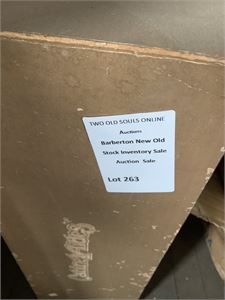 TWO OLD SOULS ONLINE
Auctions
Barberton New Old
Stock Inventory Sale
Auction Sale
Lot 263